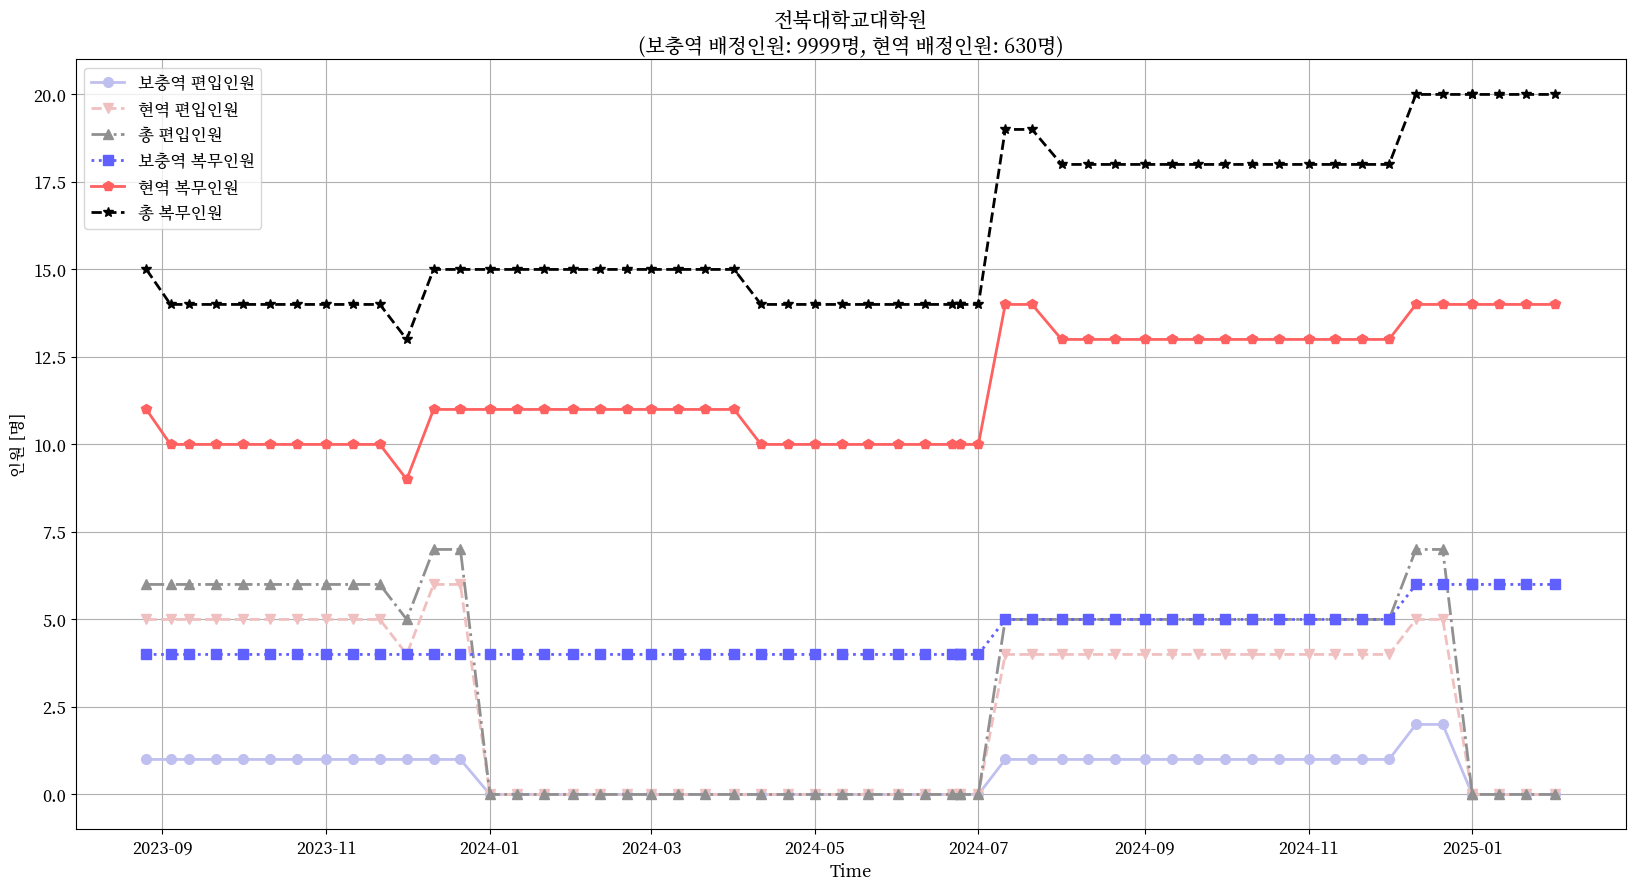 전북대학교대학원
(보충역 배정인원: 9999명, 현역 배정인원: 630명)
보충역 편입인원
현역 편입인원
총 편입인원
보충역 복무인원
현역 복무인원
총 복무인원
인원 [명]
20.0
17.5
15.0
12.5
10.0
7.5
5.0
2.5
0.0
2023-09
2023-11
2024-01
2024-03
2024-05
2024-07
2024-09
2024-11
2025-01
Time